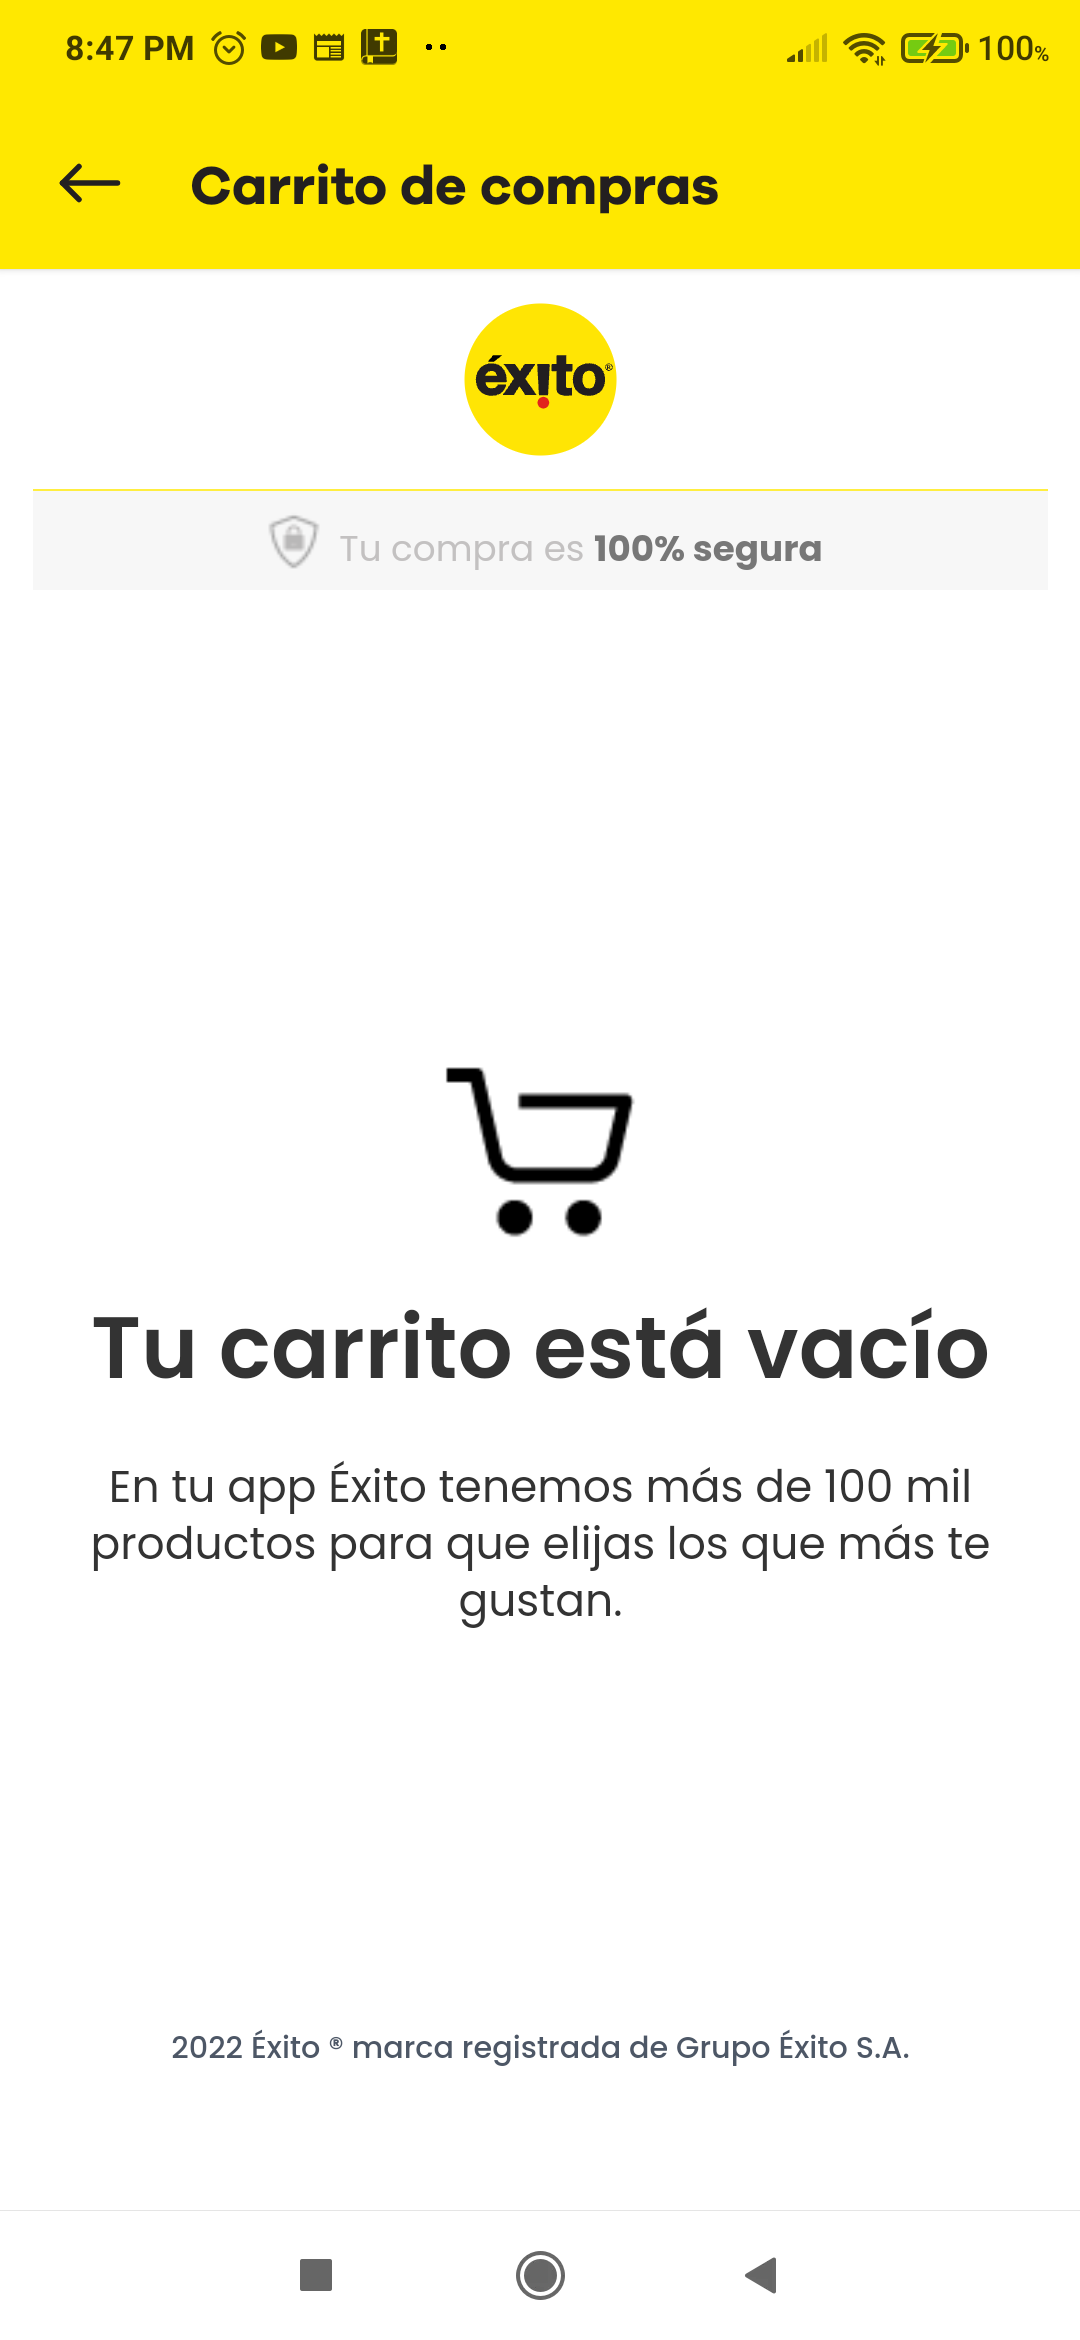 8:47 PM
100%
Carrito de compras
éxito®
Tu compra es 100% segura
Tu carrito está vacío
En tu app Éxito tenemos más de 100 mil
productos para que elijas los que más te
gustan.
2022 Éxito ® marca registrada de Grupo Éxito S.A.